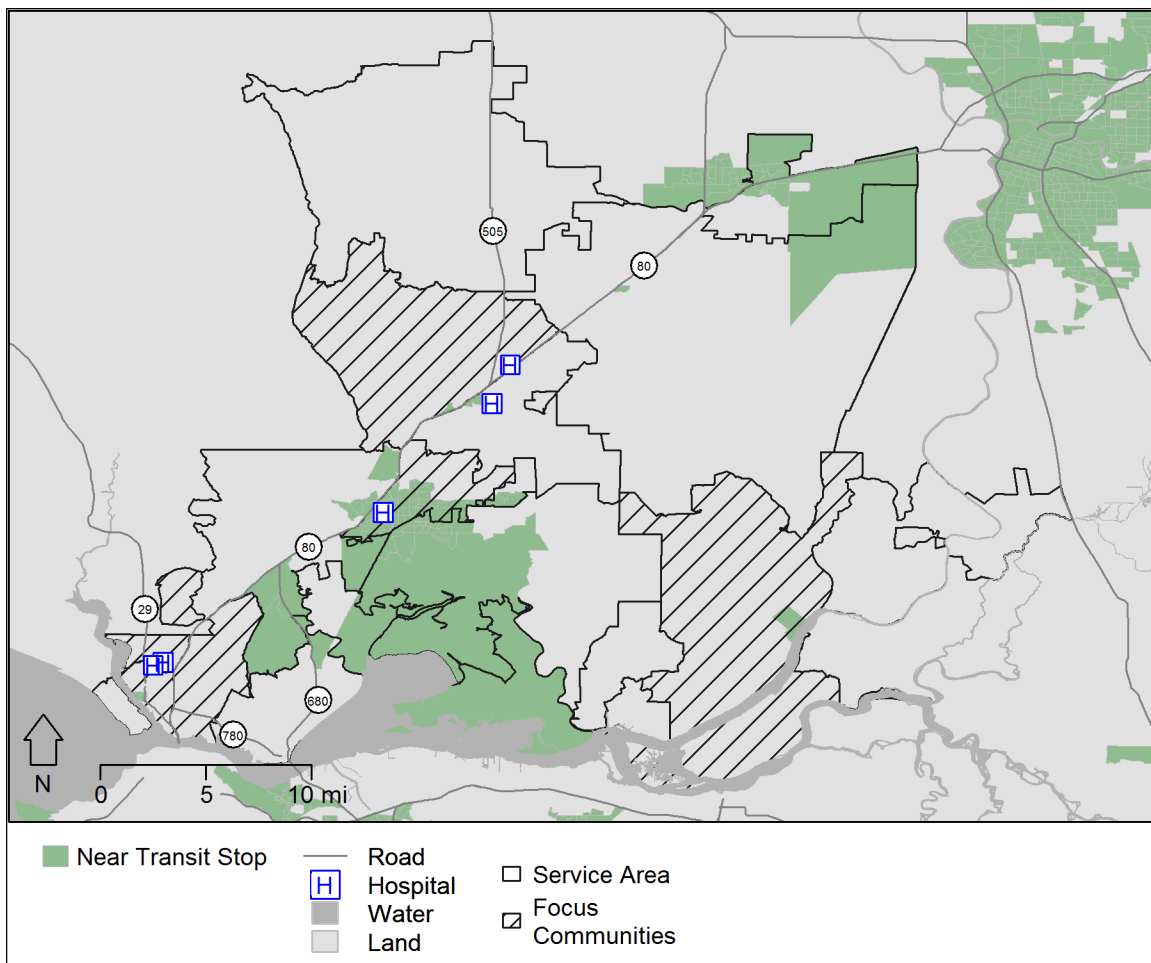 505
80
80
29
H
H
H
H
H
680
780
N
0 5 10 mi
Near Transit Stop
Road
Hospital
Water
Land
Service Area
Focus
Communities